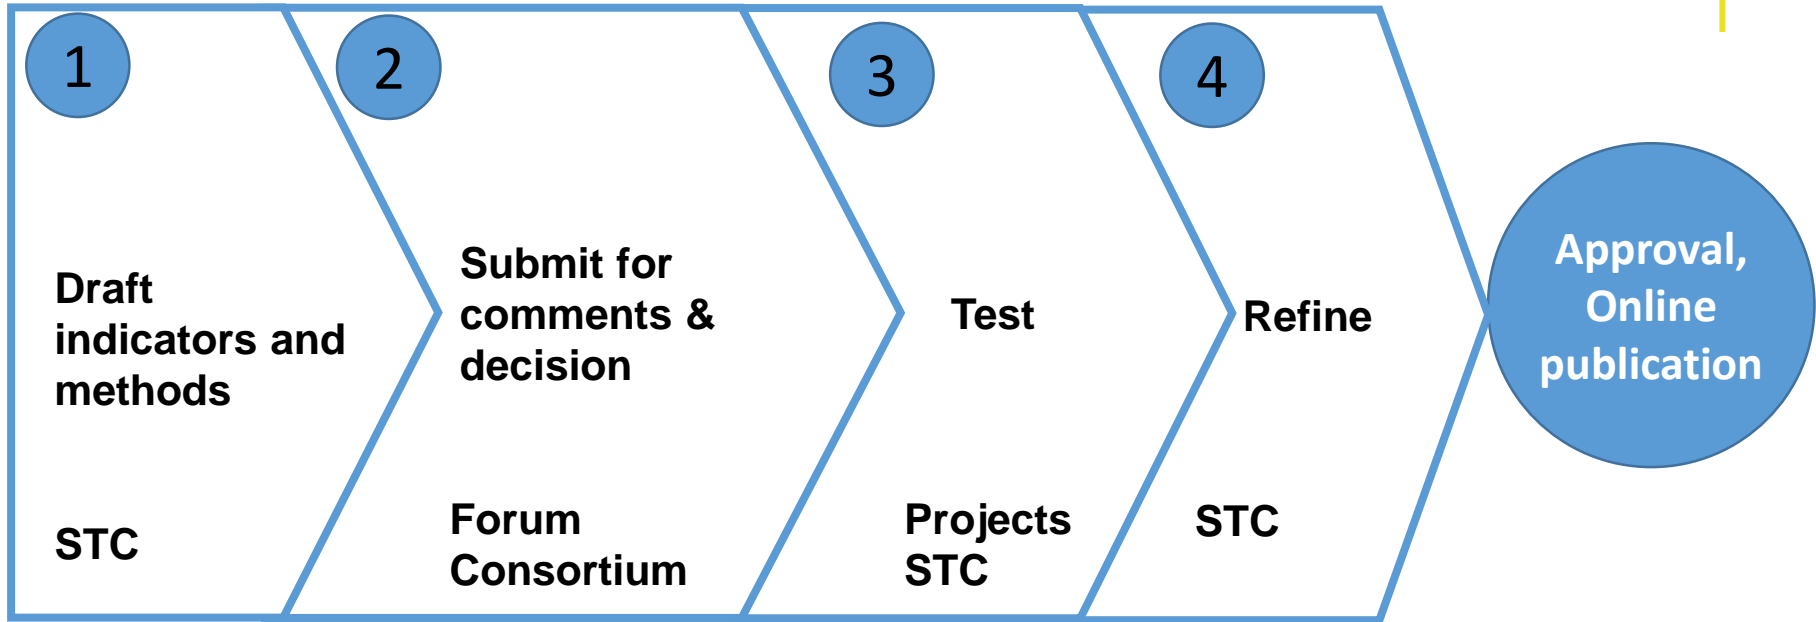 1
Draft
indicators and
methods
STC
2
Submit for
comments &
decision
Forum
Consortium
3
Test
Projects
STC
4
Refine
STC
Approval,
Online
publication